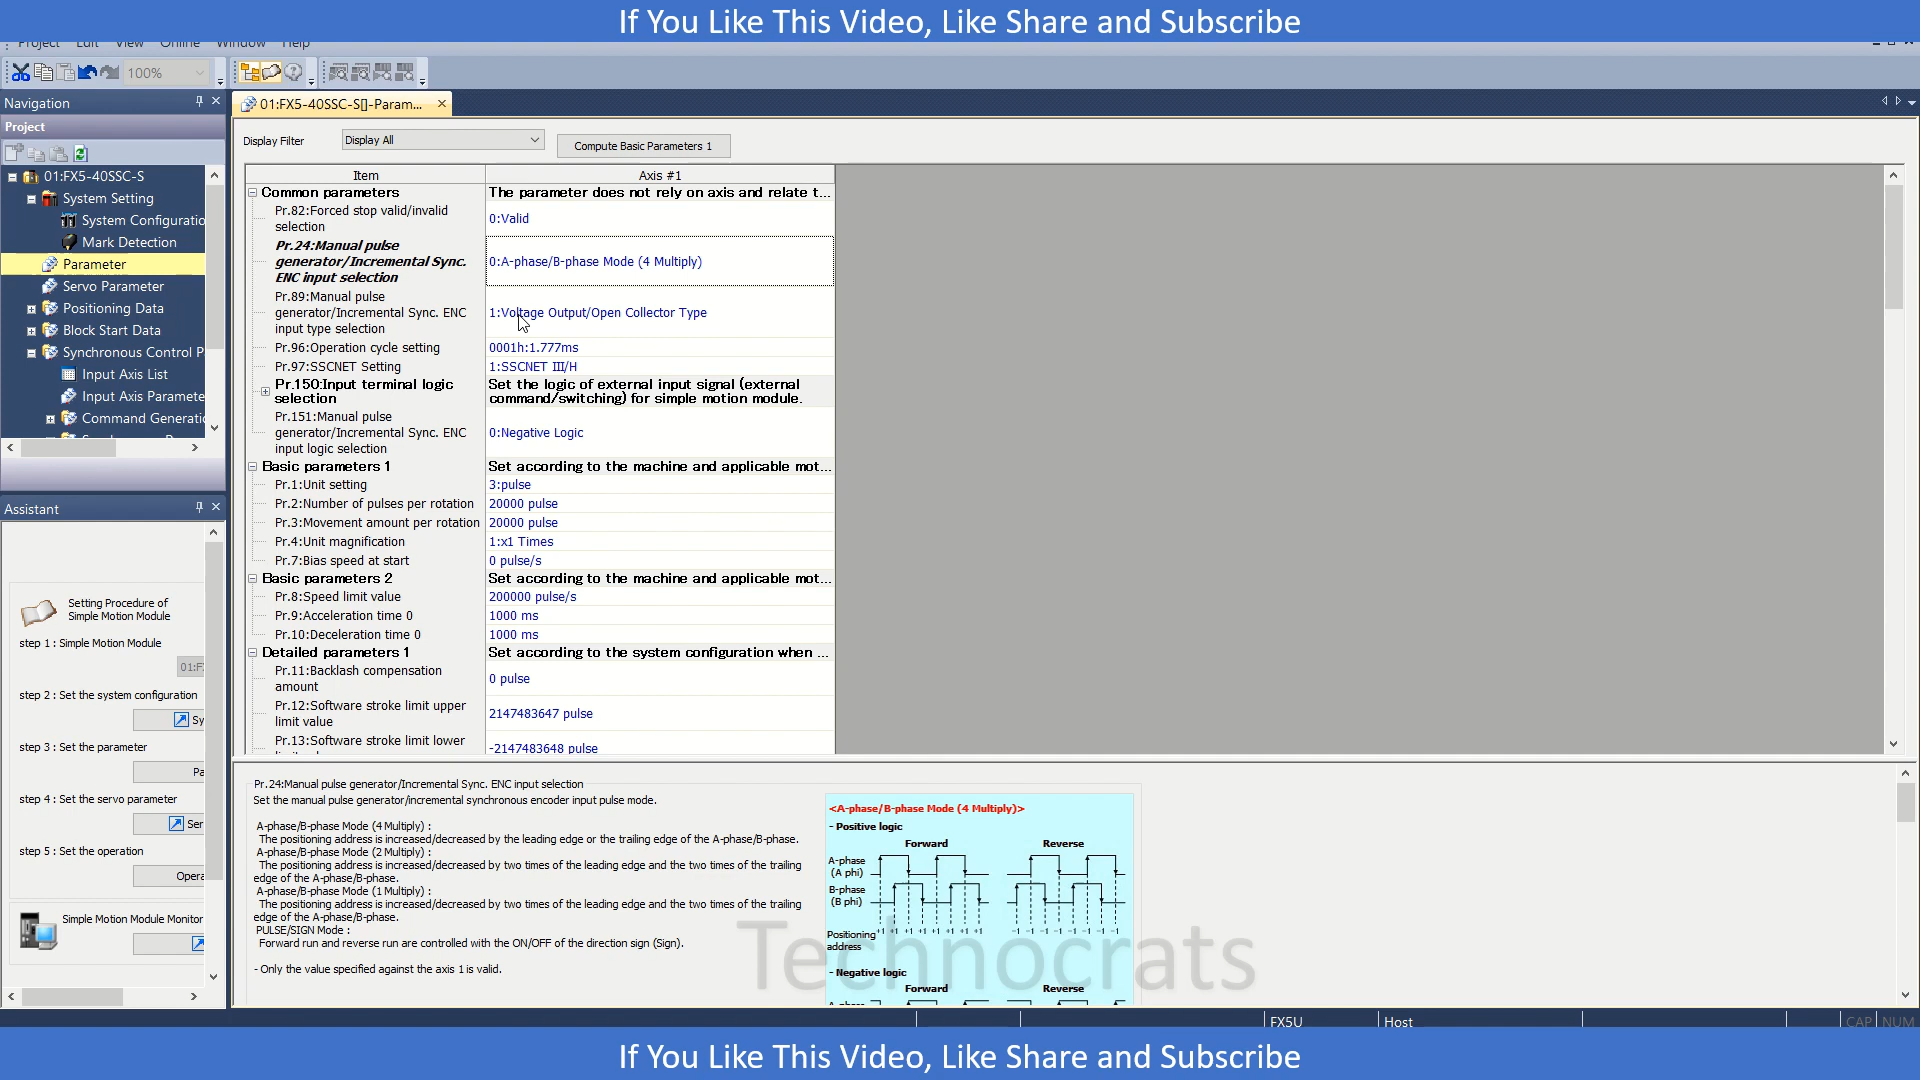 If You Like This Video, Like Share and Subscribe
Project Edit View Online Window Help
100%
Navigation
Project
01:FX5-40SSC-S
System Setting
System Configuratio
Mark Detection
Parameter
Servo Parameter
Positioning Data
Block Start Data
Synchronous Control P
Input Axis List
Input Axis Paramete
Command Generatio
Assistant
Setting Procedure of
Simple Motion Module
step 1 : Simple Motion Module
01:F
step 2 : Set the system configuration
Sy
step 3 : Set the parameter
Pa
step 4 : Set the servo parameter
Ser
step 5 : Set the operation
Opera
Simple Motion Module Monitor
01:FX5-40SSC-S[]-Param...
Display Filter
Display All
Compute Basic Parameters 1
Item
Axis #1
Common parameters
The parameter does not rely on axis and relate t...
Pr.82:Forced stop valid/invalid
selection
0:Valid
Pr.24:Manual pulse
generator/Incremental Sync.
ENC input selection
0:A-phase/B-phase Mode (4 Multiply)
Pr.89:Manual pulse
generator/Incremental Sync. ENC
input type selection
1:Voltage Output/Open Collector Type
Pr.96:Operation cycle setting
0001h:1.777ms
Pr.97:SSCNET Setting
1:SSCNET III/H
Pr.150:Input terminal logic
selection
Set the logic of external input signal (external
command/switching) for simple motion module.
Pr.151:Manual pulse
generator/Incremental Sync. ENC
input logic selection
0:Negative Logic
Basic parameters 1
Set according to the machine and applicable mot...
Pr.1:Unit setting
3:pulse
Pr.2:Number of pulses per rotation
20000 pulse
Pr.3:Movement amount per rotation
20000 pulse
Pr.4:Unit magnification
1:x1 Times
Pr.7:Bias speed at start
0 pulse/s
Basic parameters 2
Set according to the machine and applicable mot...
Pr.8:Speed limit value
200000 pulse/s
Pr.9:Acceleration time 0
1000 ms
Pr.10:Deceleration time 0
1000 ms
Detailed parameters 1
Set according to the system configuration when ...
Pr.11:Backlash compensation
amount
0 pulse
Pr.12:Software stroke limit upper
limit value
2147483647 pulse
Pr.13:Software stroke limit lower
-2147483648 pulse
Pr.24:Manual pulse generator/Incremental Sync. ENC input selection
Set the manual pulse generator/incremental synchronous encoder input pulse mode.
A-phase/B-phase Mode (4 Multiply) :
The positioning address is increased/decreased by the leading edge or the trailing edge of the A-phase/B-phase.
A-phase/B-phase Mode (2 Multiply) :
The positioning address is increased/decreased by two times of the leading edge and the two times of the trailing
edge of the A-phase/B-phase.
A-phase/B-phase Mode (1 Multiply) :
The positioning address is increased/decreased by two times of the leading edge and the two times of the trailing
edge of the A-phase/B-phase.
PULSE/SIGN Mode :
Forward run and reverse run are controlled with the ON/OFF of the direction sign (Sign).
- Only the value specified against the axis 1 is valid.
<A-phase/B-phase Mode (4 Multiply)>
- Positive logic
Forward Reverse
A-phase
(A phi)
B-phase
(B phi)
Positioning
address
+1 +1 +1 +1 +1 +1 +1 -1 -1 -1 -1 -1 -1 -1
- Negative logic
Forward Reverse
Technocrats
FX5U
Host
CAP
NUM
If You Like This Video, Like Share and Subscribe